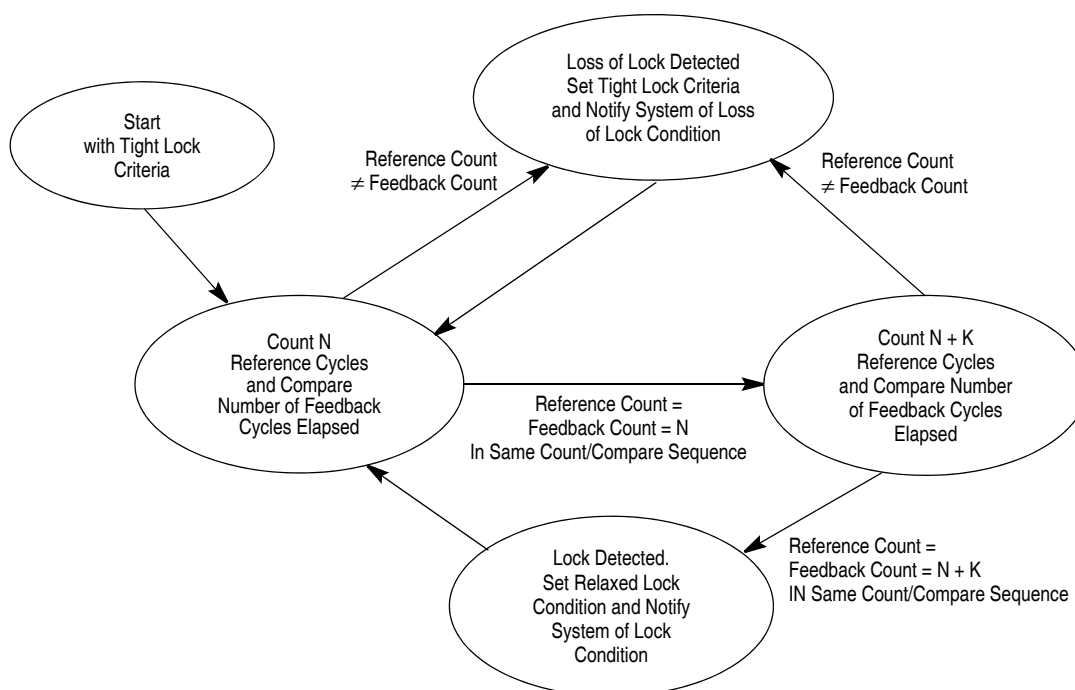 Loss of Lock Detected
Set Tight Lock Criteria
and Notify System of Loss
of Lock Condition
Start
with Tight Lock
Criteria
Reference Count
≠ Feedback Count
Reference Count
≠ Feedback Count
Count N
Reference Cycles
and Compare
Number of Feedback
Cycles Elapsed
Count N + K
Reference Cycles
and Compare Number
of Feedback Cycles
Elapsed
Reference Count =
Feedback Count = N
In Same Count/Compare Sequence
Lock Detected.
Set Relaxed Lock
Condition and Notify
System of Lock
Condition
Reference Count =
Feedback Count = N + K
IN Same Count/Compare Sequence